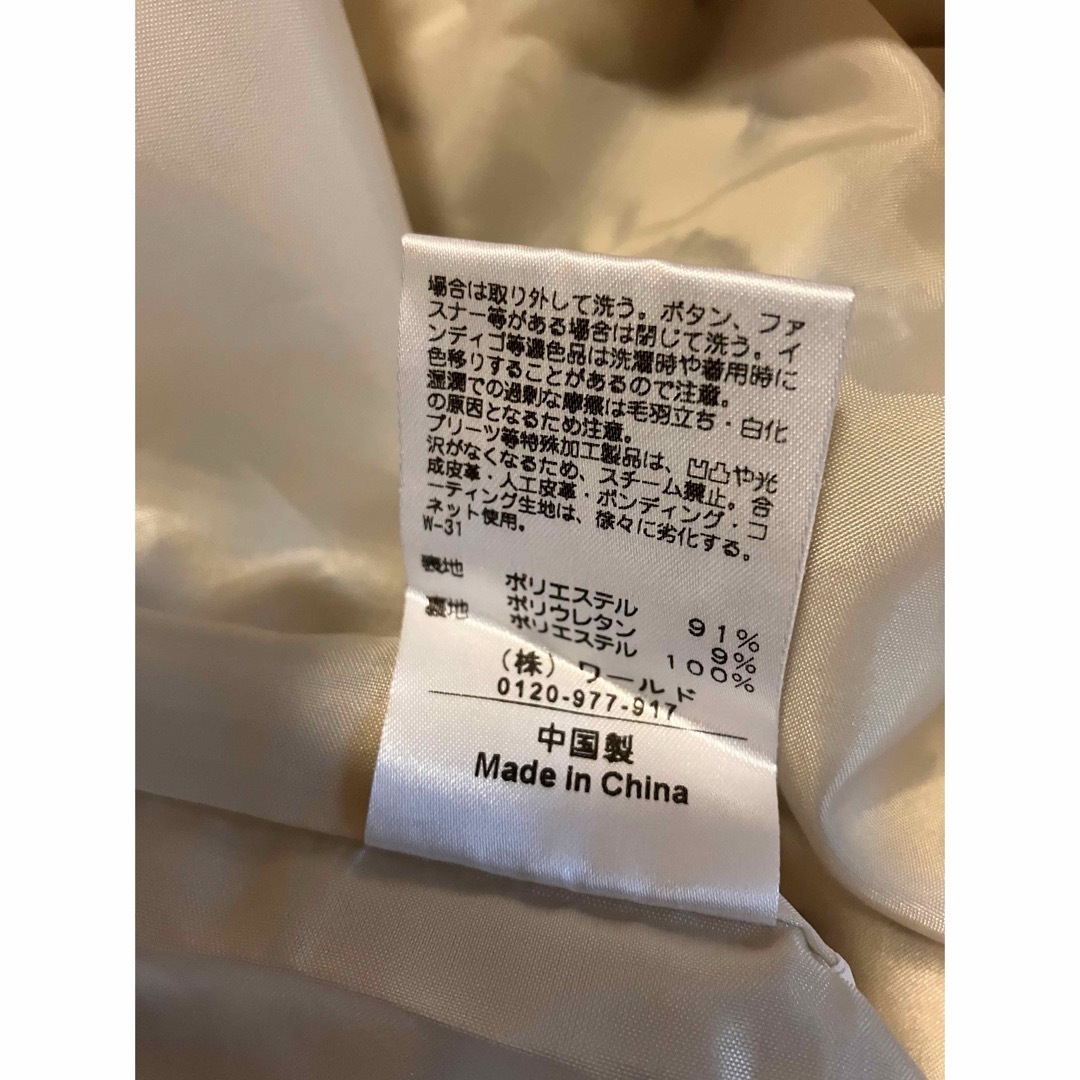 場合は取り外して洗う。ボタン、ファ
スナー等がある場合は閉じて洗う。イ
ンディゴ等濃色品は洗濯時や着用時に
色移りすることがあるので注意。
湿潤での過剰な摩擦は毛羽立ち・白化
の原因となるため注意。
プリーツ等特殊加工製品は、凹凸や光
沢がなくなるため、スチーム禁止。合
成皮革・人工皮革・ボンディング・コ
ーティング生地は、徐々に劣化する。
ネット使用。
W-31
表地 ポリエステル 91%
ポリウレタン 9%
裏地 ポリエステル 100%
(株) ワールド
0120-977-917
中国製
Made in China